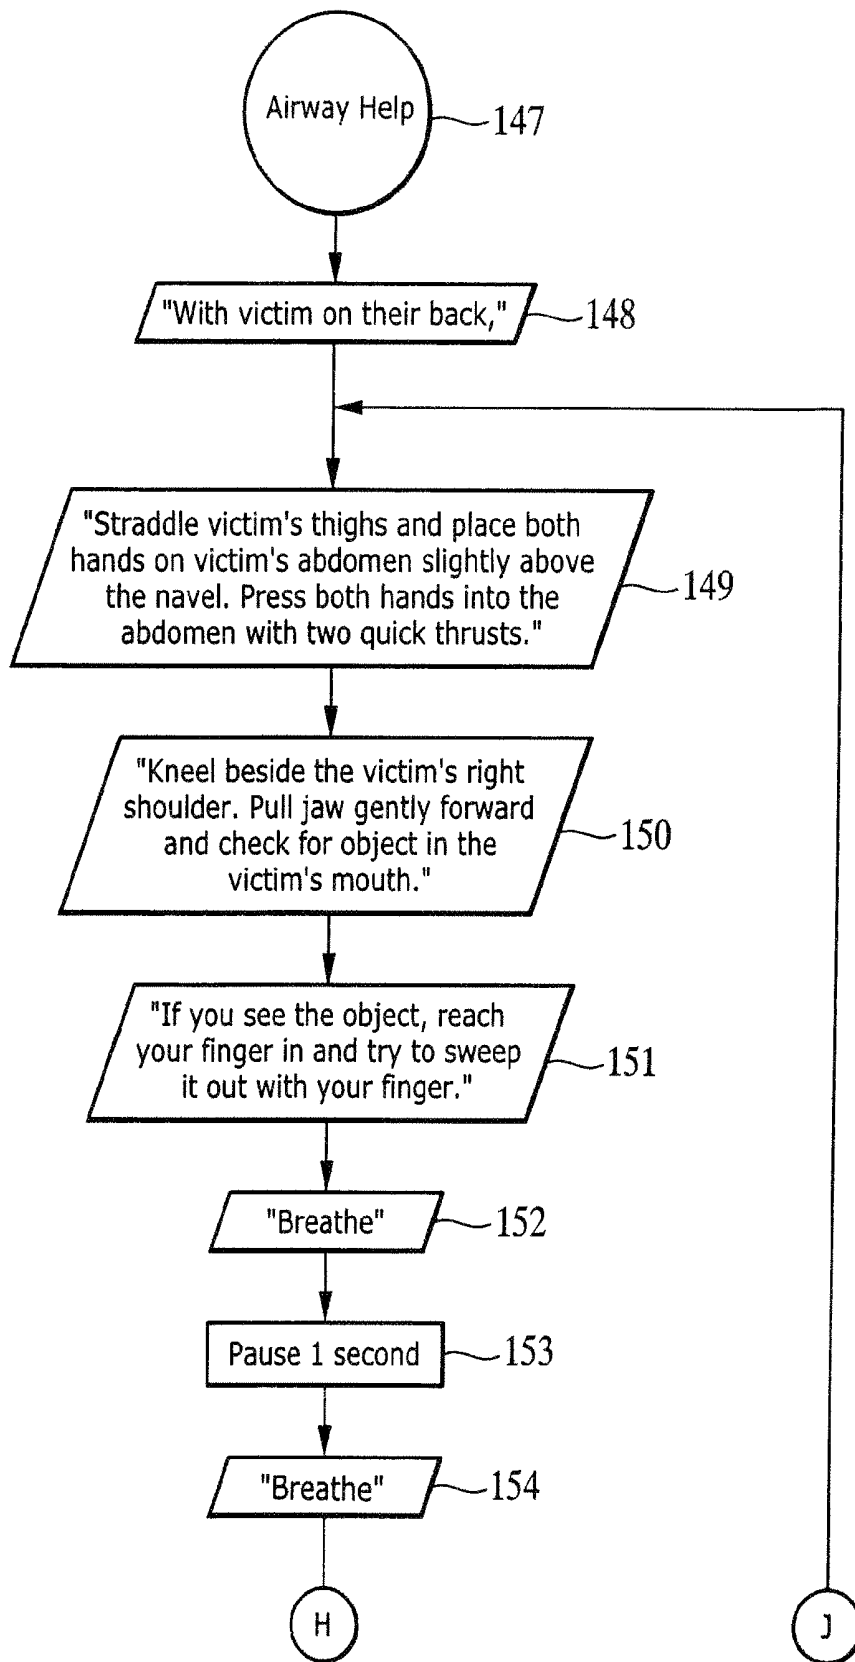 Airway Help
147
"With victim on their back,"
148
"Straddle victim's thighs and place both
hands on victim's abdomen slightly above
the navel. Press both hands into the
abdomen with two quick thrusts."
149
"Kneel beside the victim's right
shoulder. Pull jaw gently forward
and check for object in the
victim's mouth."
150
"If you see the object, reach
your finger in and try to sweep
it out with your finger."
151
"Breathe"
152
Pause 1 second
153
"Breathe"
154
H
J